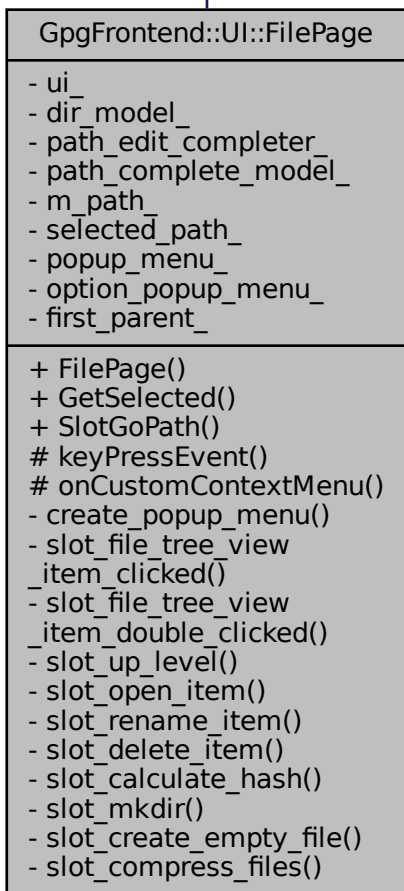 GpgFrontend::UI::FilePage
- ui_
- dir_model_
- path_edit_completer_
- path_complete_model_
- m_path_
- selected_path_
- popup_menu_
- option_popup_menu_
- first_parent_
+ FilePage()
+ GetSelected()
+ SlotGoPath()
# keyPressEvent()
# onCustomContextMenu()
- create_popup_menu()
- slot_file_tree_view
_item_clicked()
- slot_file_tree_view
_item_double_clicked()
- slot_up_level()
- slot_open_item()
- slot_rename_item()
- slot_delete_item()
- slot_calculate_hash()
- slot_mkdir()
- slot_create_empty_file()
- slot_compress_files()